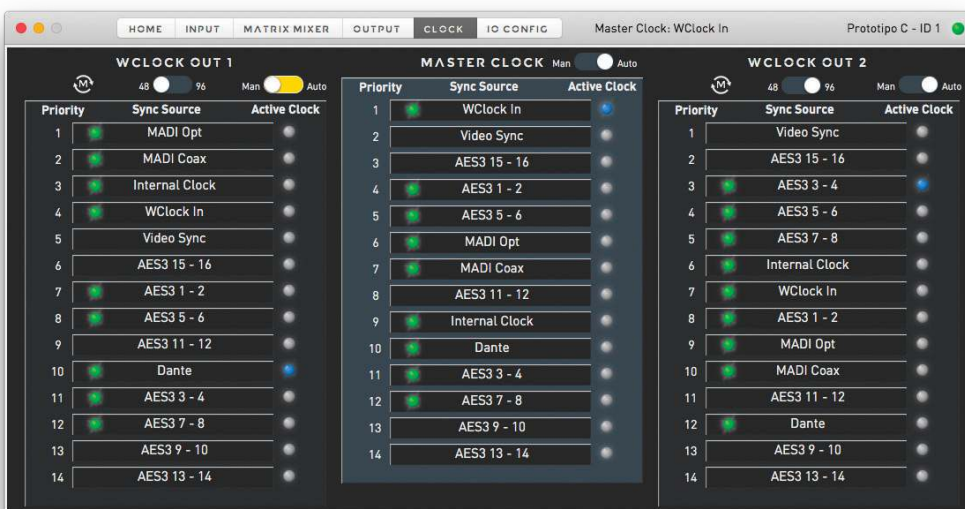 HOME INPUT MATRIX MIXER OUTPUT CLOCK IO CONFIG Master Clock: WClock In Prototipo C - ID 1
WCLOCK OUT 1
M 48 96 Man Auto
Priority Sync Source Active Clock
1 MADI Opt
2 MADI Coax
3 Internal Clock
4 WClock In
5 Video Sync
6 AES3 15 - 16
7 AES3 1 - 2
8 AES3 5 - 6
9 AES3 11 - 12
10 Dante
11 AES3 3 - 4
12 AES3 7 - 8
13 AES3 9 - 10
14 AES3 13 - 14
MASTER CLOCK Man Auto
Priority Sync Source Active Clock
1 WClock In
2 Video Sync
3 AES3 15 - 16
4 AES3 1 - 2
5 AES3 5 - 6
6 MADI Opt
7 MADI Coax
8 AES3 11 - 12
9 Internal Clock
10 Dante
11 AES3 3 - 4
12 AES3 7 - 8
13 AES3 9 - 10
14 AES3 13 - 14
WCLOCK OUT 2
M 48 96 Man Auto
Priority Sync Source Active Clock
1 Video Sync
2 AES3 15 - 16
3 AES3 3 - 4
4 AES3 5 - 6
5 AES3 7 - 8
6 Internal Clock
7 WClock In
8 AES3 1 - 2
9 MADI Opt
10 MADI Coax
11 AES3 11 - 12
12 Dante
13 AES3 9 - 10
14 AES3 13 - 14